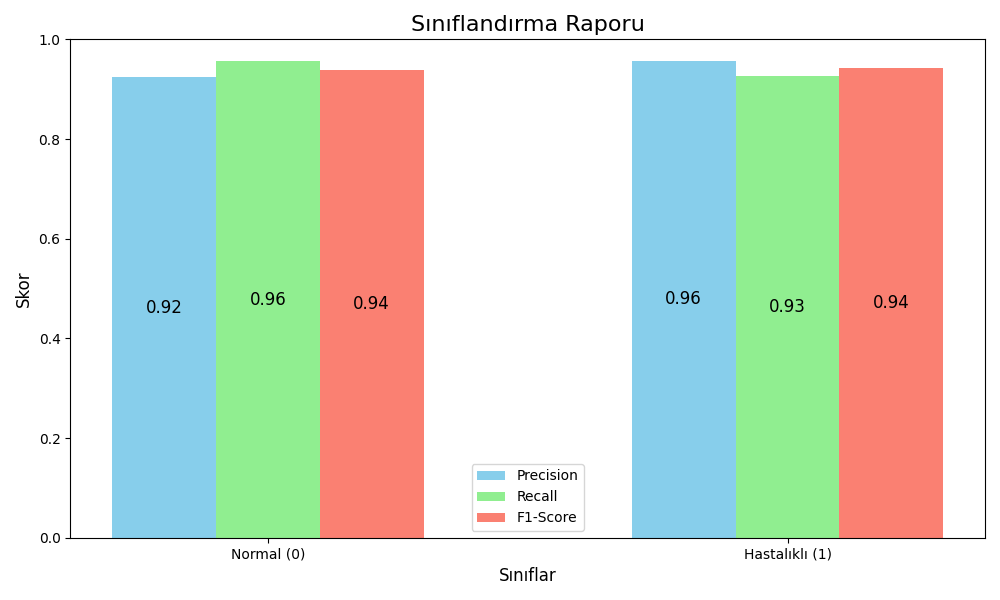 Sınıflandırma Raporu
Skor
1.0
0.8
0.6
0.4
0.2
0.0
0.92
0.96
0.94
0.96
0.93
0.94
Precision
Recall
F1-Score
Normal (0)
Hastalıklı (1)
Sınıflar